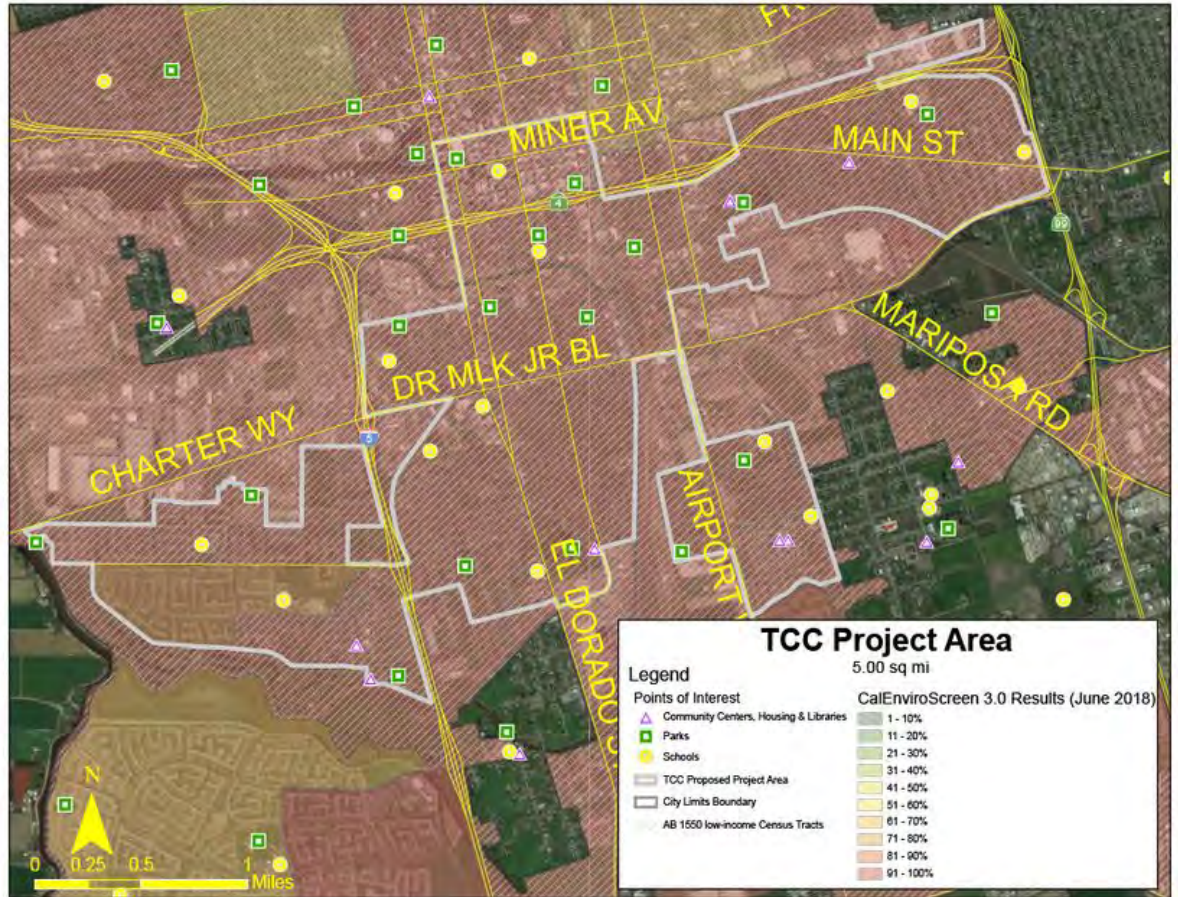 FR
MINER AV
MAIN ST
4
99
MARIPOSA RD
DR MLK JR BL
CHARTER WY
5
AIRPORT
EL DORADO S
TCC Project Area
5.00 sq mi
Legend
Points of Interest
Community Centers, Housing & Libraries
Parks
Schools
TCC Proposed Project Area
City Limits Boundary
AB 1550 low-income Census Tracts
CalEnviroScreen 3.0 Results (June 2018)
1 - 10%
11 - 20%
21 - 30%
31 - 40%
41 - 50%
51 - 60%
61 - 70%
71 - 80%
81 - 90%
91 - 100%
N
0 0.25 0.5 1
Miles